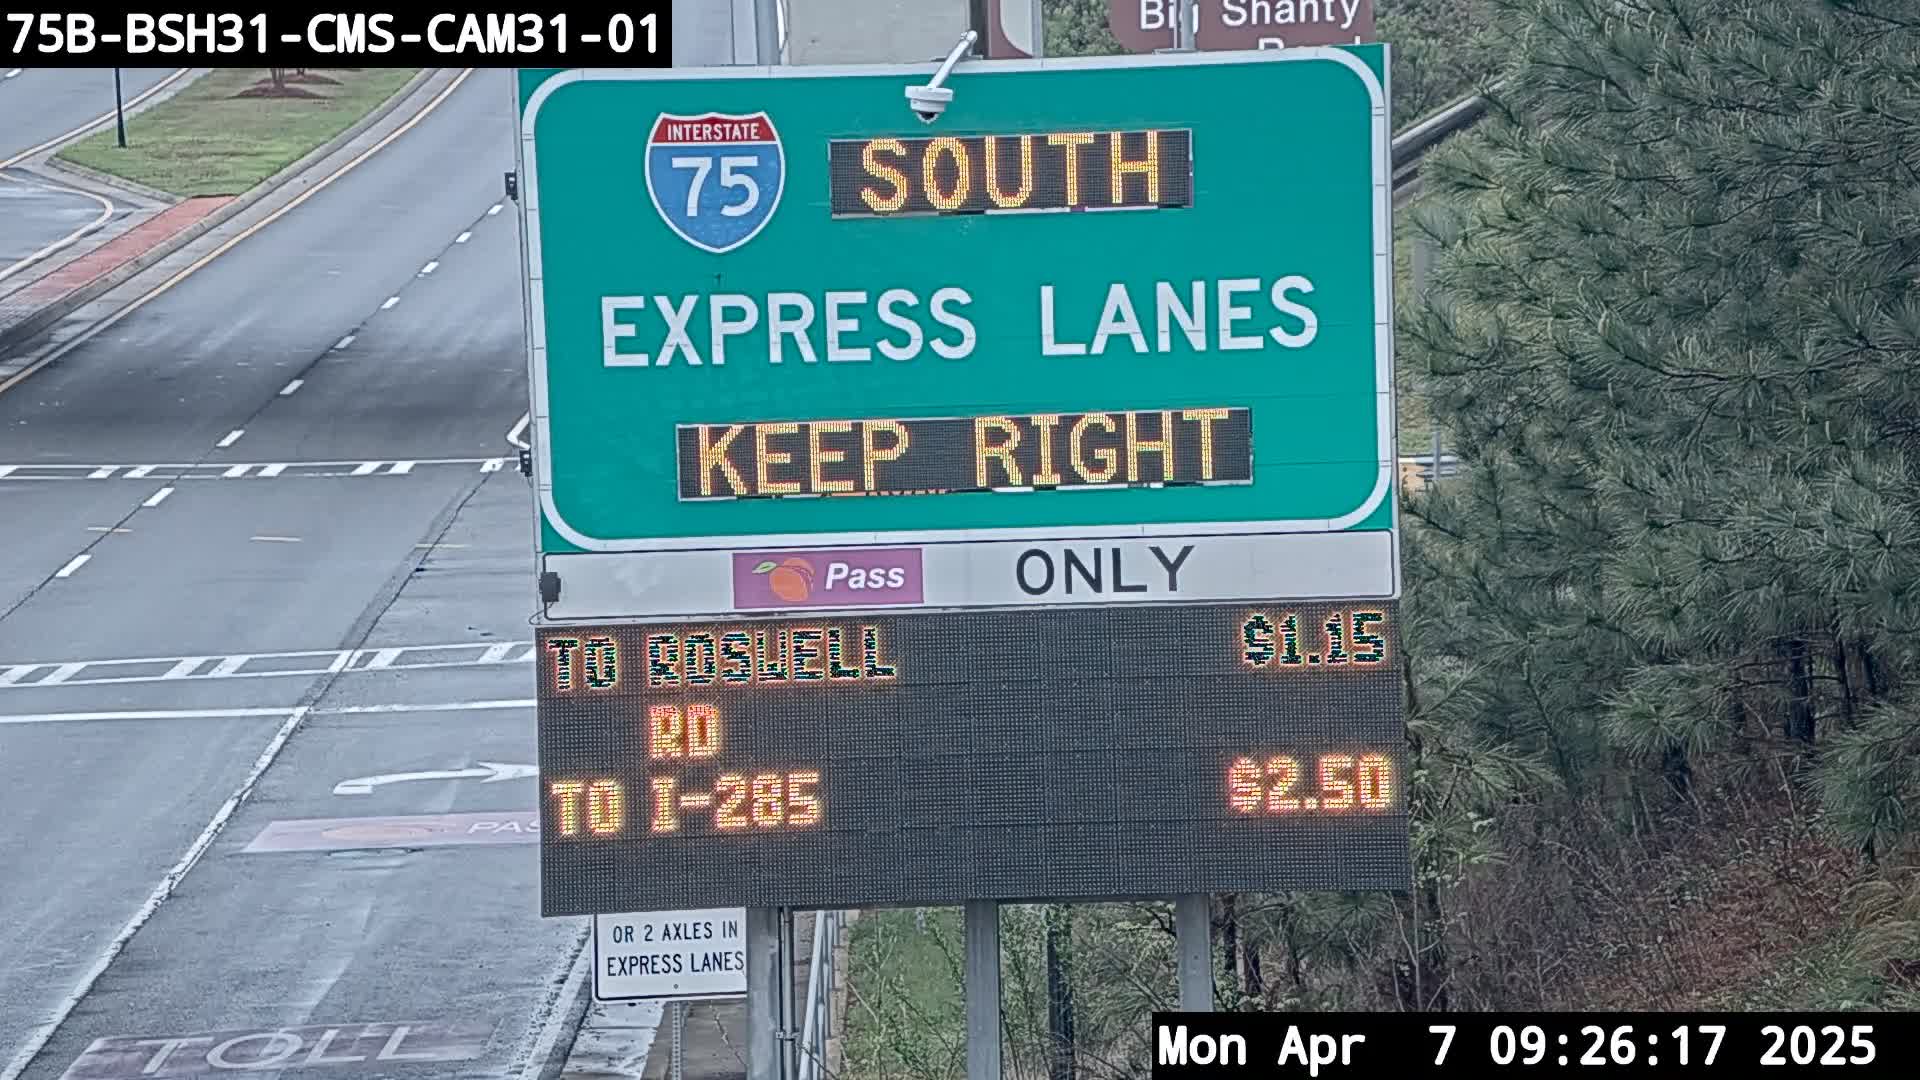 75B-BSH31-CMS-CAM31-01
Big Shanty
INTERSTATE
75
SOUTH
EXPRESS LANES
KEEP RIGHT
Pass ONLY
TO ROSWELL $1.15
RD
TO I-285 $2.50
OR 2 AXLES IN
EXPRESS LANES
TOLL
Mon Apr 7 09:26:17 2025